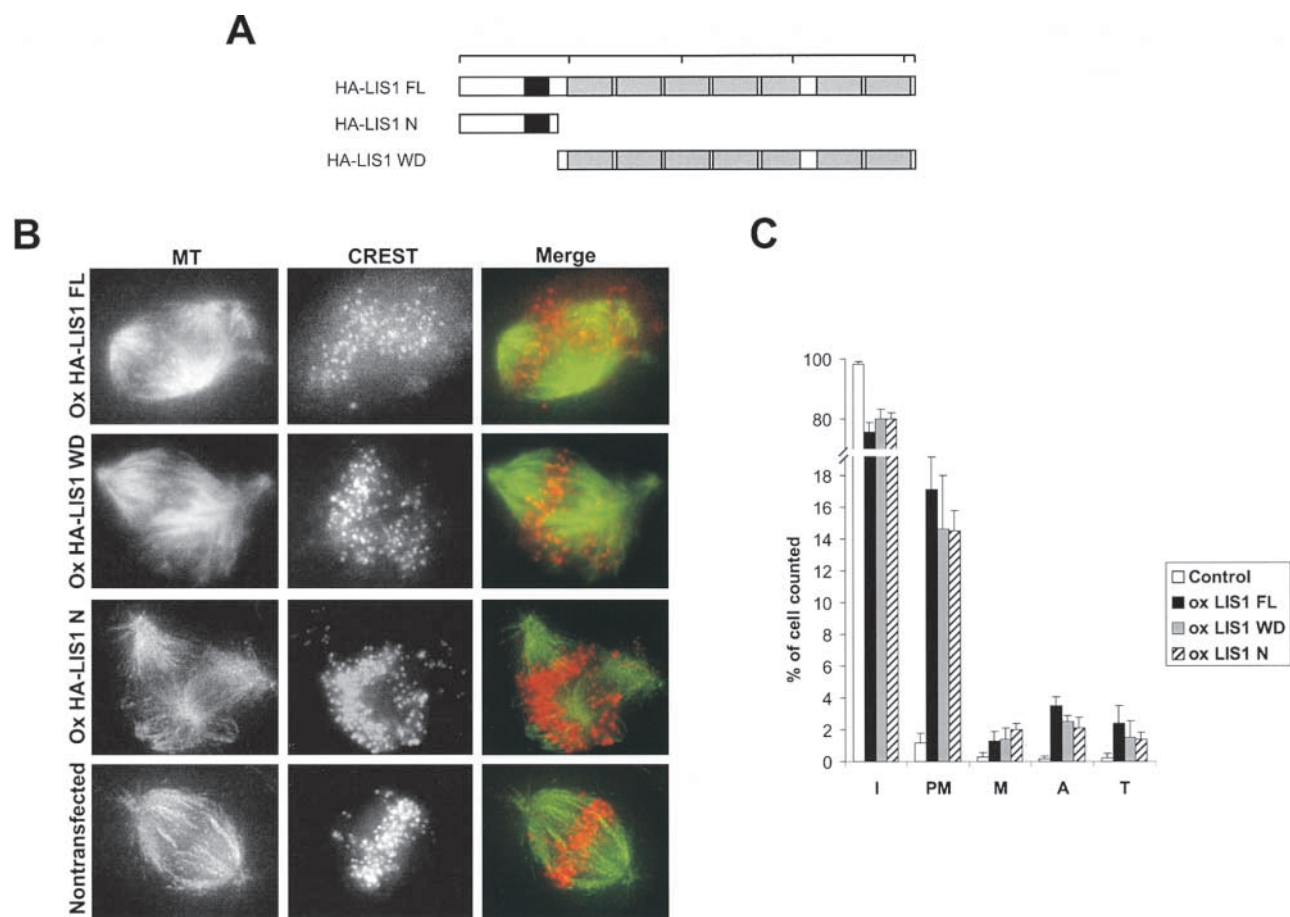 A
HA-LIS1 FL
HA-LIS1 N
HA-LIS1 WD
B
MT
CREST
Merge
Ox HA-LIS1 FL
Ox HA-LIS1 WD
Ox HA-LIS1 N
Nontransfected
C
% of cell counted
100
80
16
14
12
10
8
6
4
2
0
I
PM
M
A
T
Control
ox LIS1 FL
ox LIS1 WD
ox LIS1 N